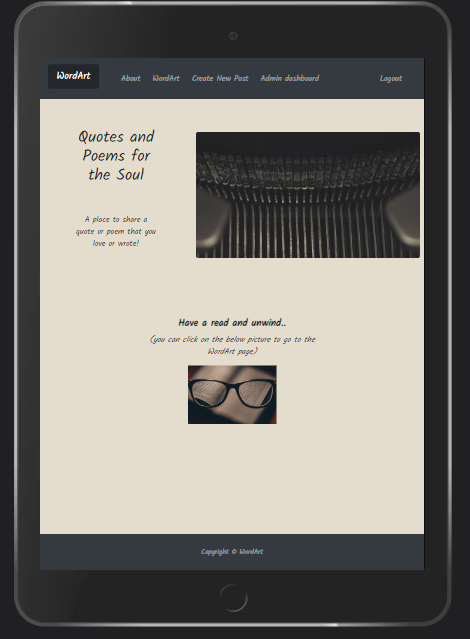 WordArt
About WordArt Create New Post Admin dashboard Logout
Quotes and
Poems for
the Soul
A place to share a
quote or poem that you
love or wrote!
Have a read and unwind..
(you can click on the below picture to go to the
WordArt page)
Copyright © WordArt